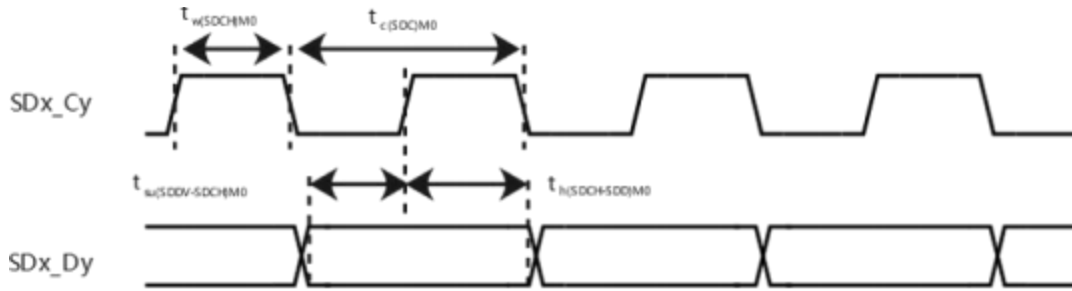 tw(SDCH)M0 tc(SDC)M0
SDx_Cy
tsu(SDDV-SDCH)M0 th(SDCH-SDD)M0
SDx_Dy